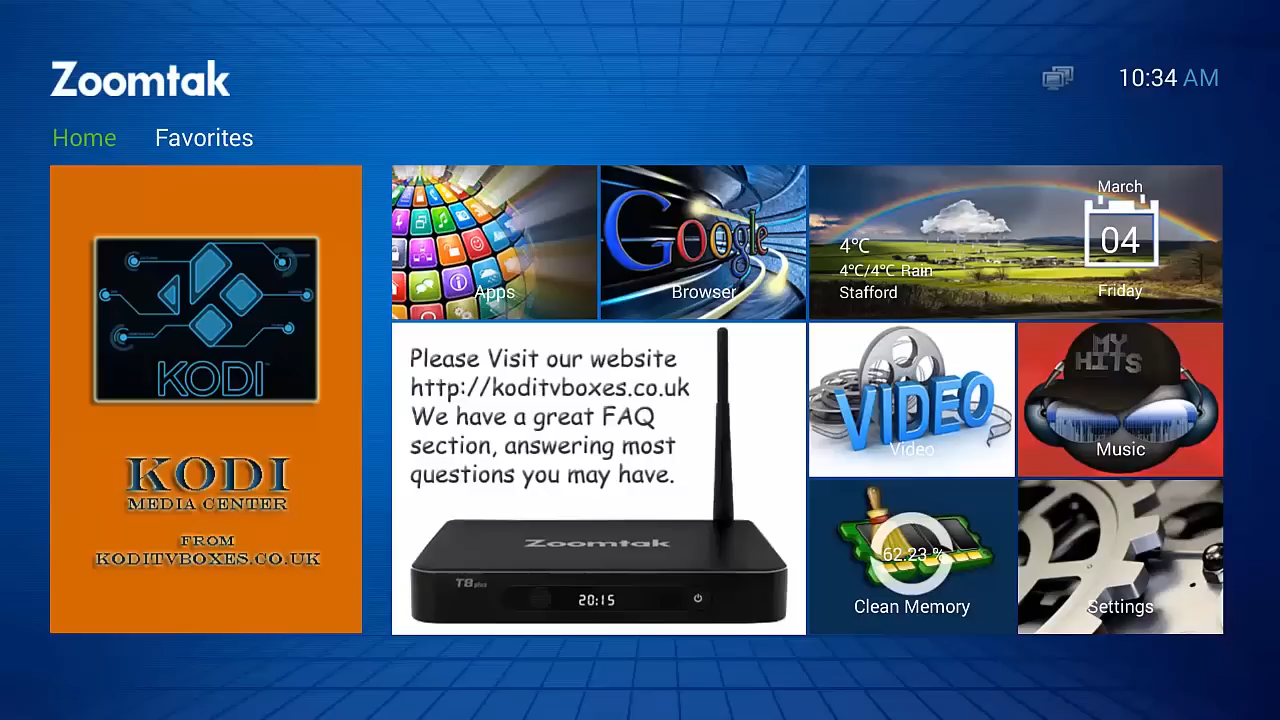 Zoomtak
10:34 AM
Home
Favorites
KODI
KODI
MEDIA CENTER
FROM
KODITVBOXES.CO.UK
Apps
Google
Browser
4℃
4℃/4℃ Rain
Stafford
March
04
Friday
Please Visit our website
http://koditvboxes.co.uk
We have a great FAQ
section, answering most
questions you may have.
Zoomtak
T8 plus
20:15
VIDEO
Video
MY
HITS
Music
62.23 %
Clean Memory
Settings